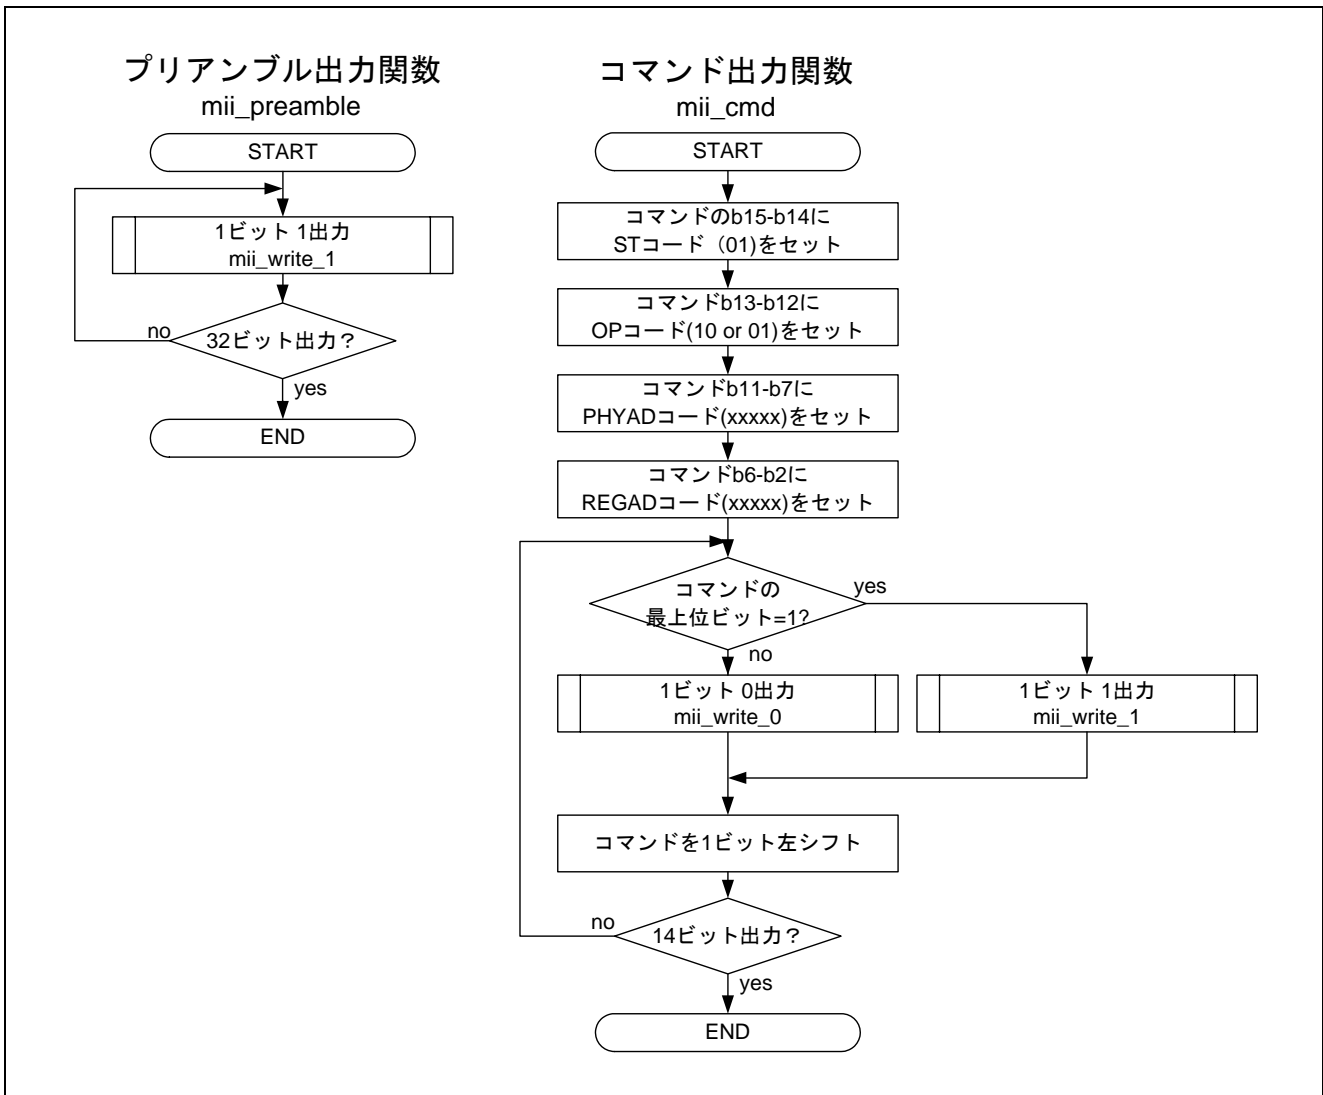 プリアンブル出力関数
mii_preamble
START
1ビット 1出力
mii_write_1
no
32ビット出力？
yes
END
コマンド出力関数
mii_cmd
START
コマンドのb15-b14に
STコード（01)をセット
コマンドb13-b12に
OPコード(10 or 01)をセット
コマンドb11-b7に
PHYADコード(xxxxx)をセット
コマンドb6-b2に
REGADコード(xxxxx)をセット
コマンドの
最上位ビット=1?
yes
no
1ビット 0出力
mii_write_0
1ビット 1出力
mii_write_1
コマンドを1ビット左シフト
no
14ビット出力？
yes
END